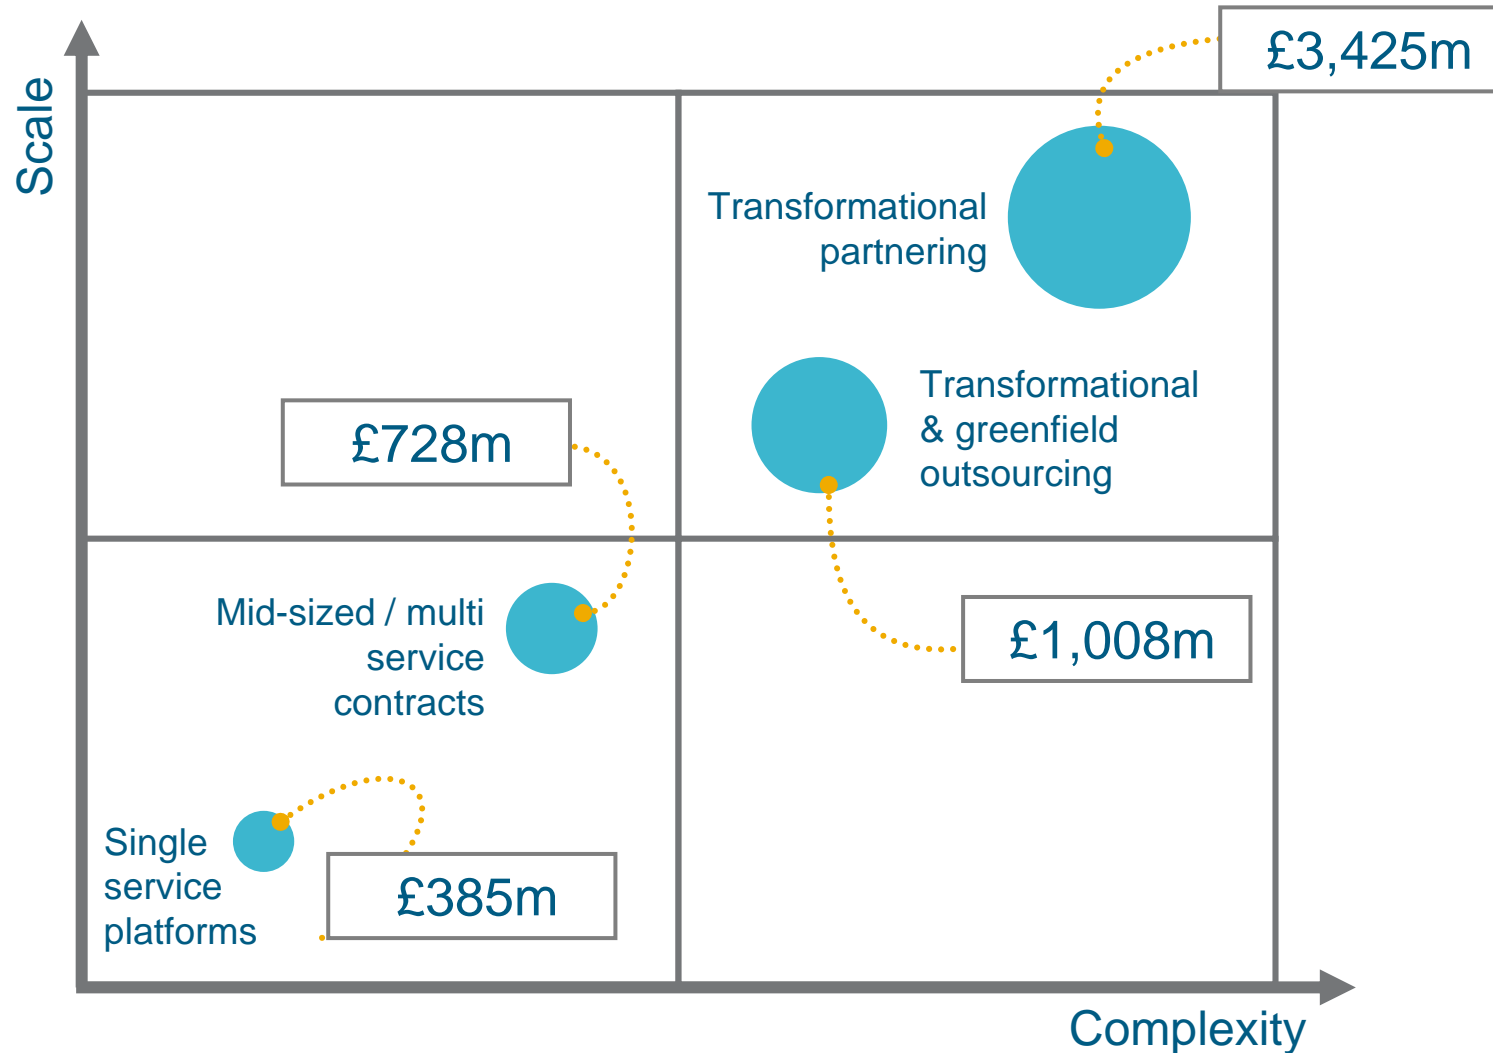 £3,425m
Scale
Transformational
partnering
Transformational
& greenfield
outsourcing
£728m
Mid-sized / multi
service
contracts
£1,008m
Single
service
platforms
£385m
Complexity